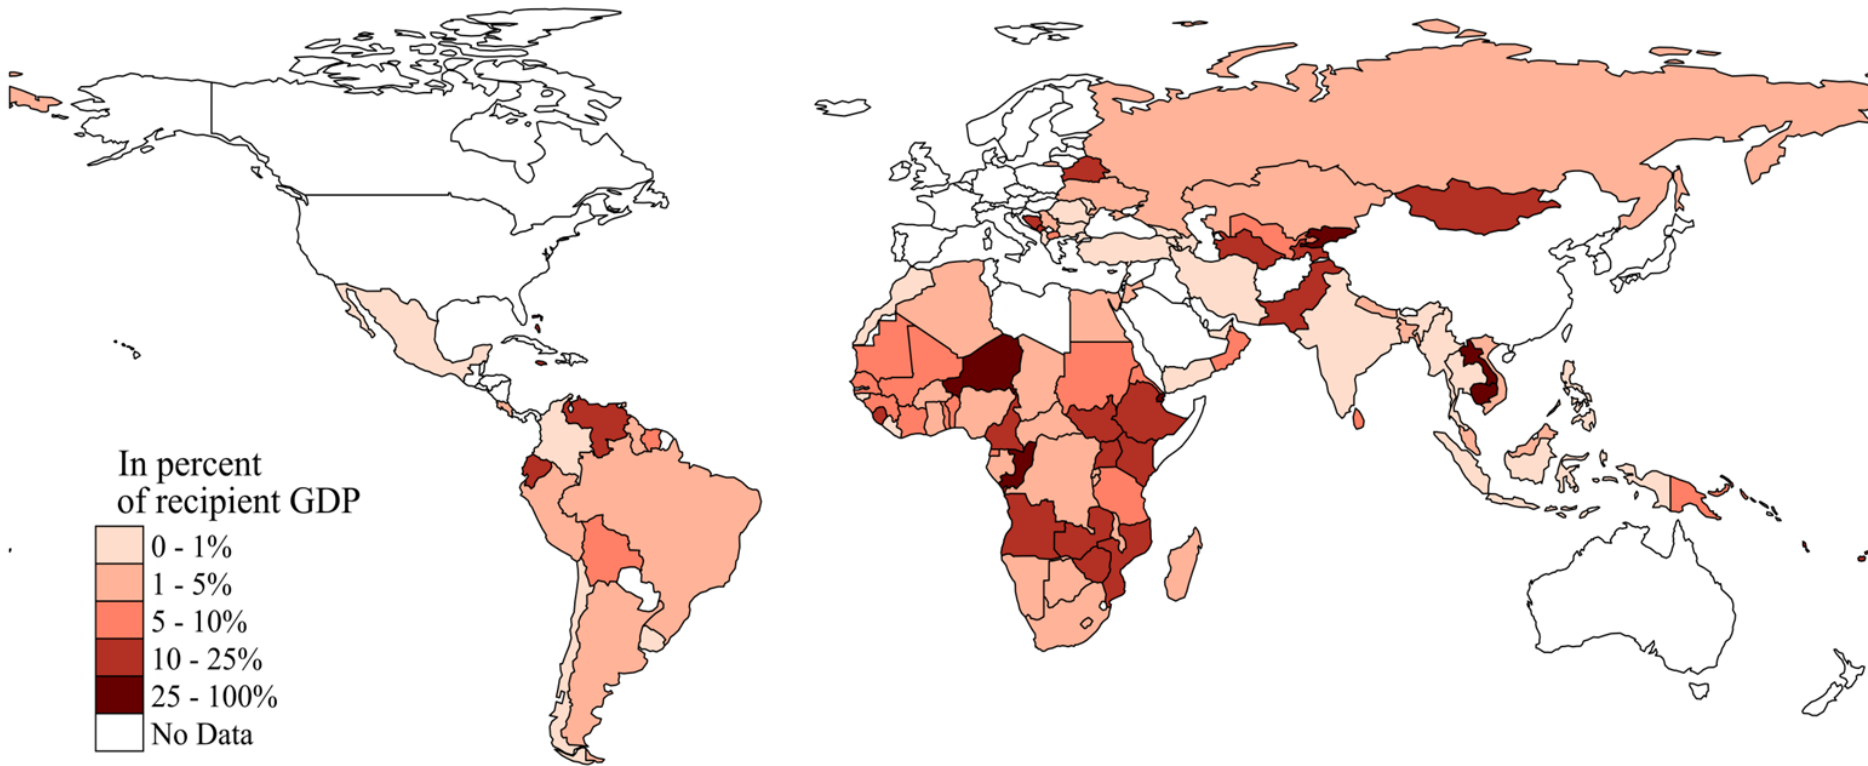 In percent
of recipient GDP
0 - 1%
1 - 5%
5 - 10%
10 - 25%
25 - 100%
No Data